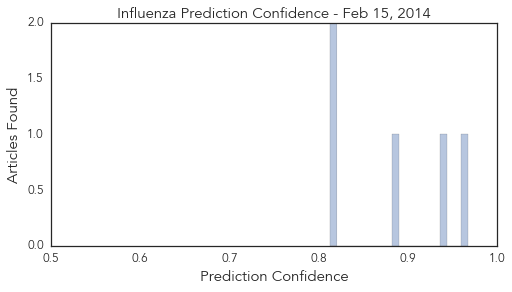 Influenza Prediction Confidence - Feb 15, 2014
2.0
1.5
1.0
0.5
0.0
Articles Found
0.5 0.6 0.7 0.8 0.9 1.0
Prediction Confidence